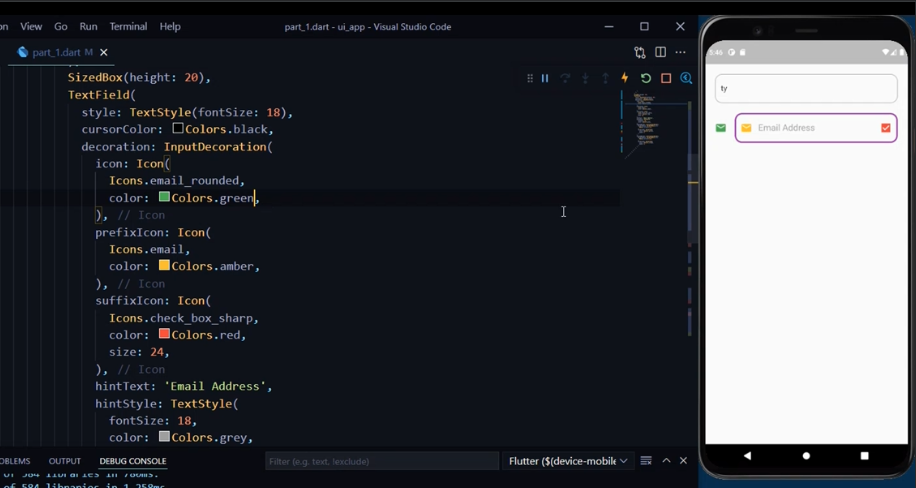 on View Go Run Terminal Help
part_1.dart - ui_app - Visual Studio Code
part_1.dart M
SizedBox(height: 20),
TextField(
style: TextStyle(fontSize: 18),
cursorColor: Colors.black,
decoration: InputDecoration(
icon: Icon(
Icons.email_rounded,
color: Colors.green,
), // Icon
prefixIcon: Icon(
Icons.email,
color: Colors.amber,
), // Icon
suffixIcon: Icon(
Icons.check_box_sharp,
color: Colors.red,
size: 24,
), // Icon
hintText: 'Email Address',
hintStyle: TextStyle(
fontSize: 18,
color: Colors.grey,
OBLEMS OUTPUT DEBUG CONSOLE
Filter (e.g. text, !exclude)
Flutter ($(device-mobile
of 584 libraries in 780ms.
of 584 libraries in 1,258ms
5:46
ty
Email Address